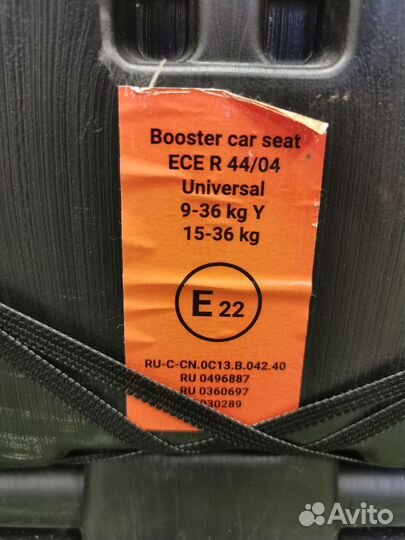 Booster car seat
ECE R 44/04
Universal
9-36 kg Y
15-36 kg
E 22
RU-C-CN.0C13.B.042.40
RU 0496887
RU 0360697
Avito